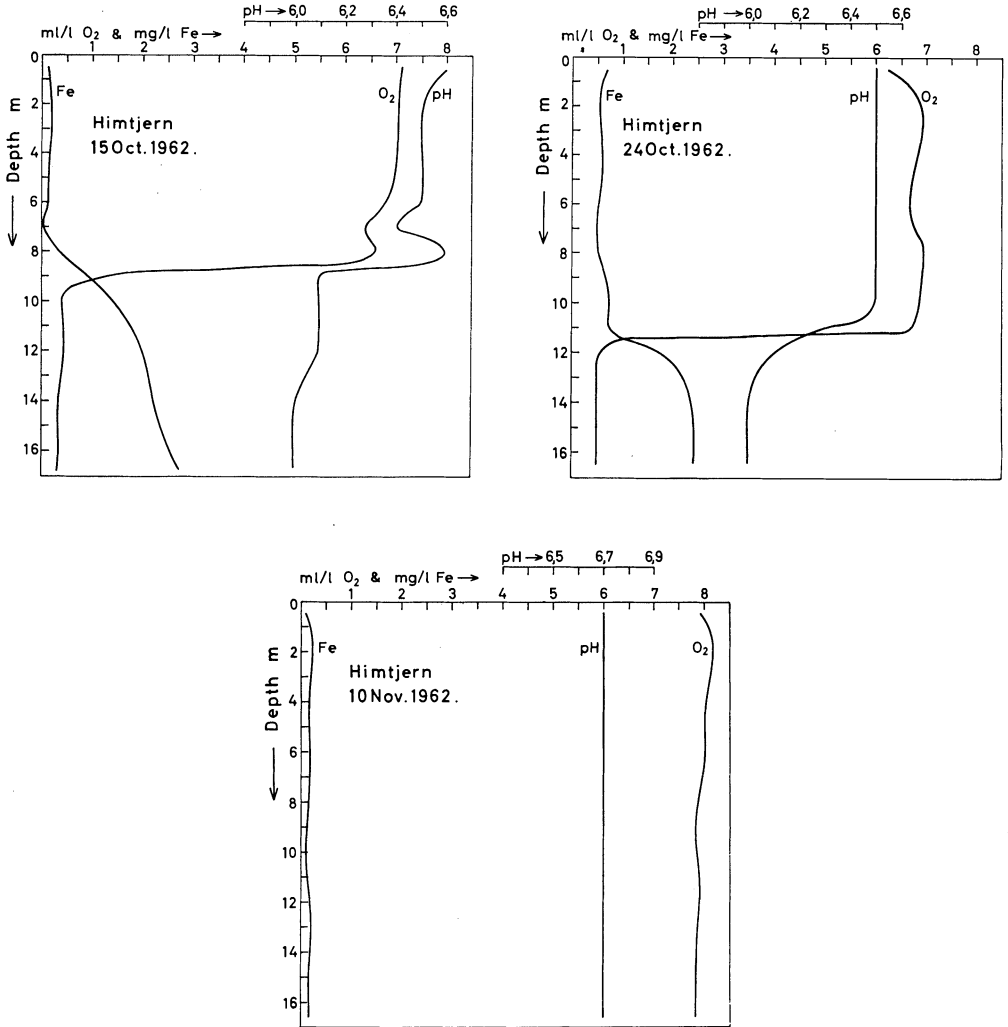 pH → 6,0 6,2 6,4 6,6
ml/l O₂ & mg/l Fe →
1 2 3 4 5 6 7 8
0
2
4
6
8
10
12
14
16
Depth m
Fe
O₂
pH
Himtjern
15 Oct. 1962.
pH → 6,0 6,2 6,4 6,6
ml/l O₂ & mg/l Fe →
1 2 3 4 5 6 7 8
0
2
4
6
8
10
12
14
16
Depth m
Fe
pH
O₂
Himtjern
24 Oct. 1962.
pH → 6,5 6,7 6,9
ml/l O₂ & mg/l Fe →
1 2 3 4 5 6 7 8
0
2
4
6
8
10
12
14
16
Depth m
Fe
pH
O₂
Himtjern
10 Nov. 1962.